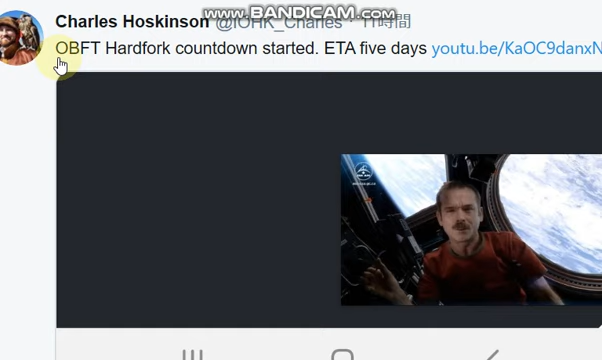 www.BANDICAM.com
Charles Hoskinson @IOHK_Charles · 11時間
OBFT Hardfork countdown started. ETA five days youtu.be/KaOC9danxN